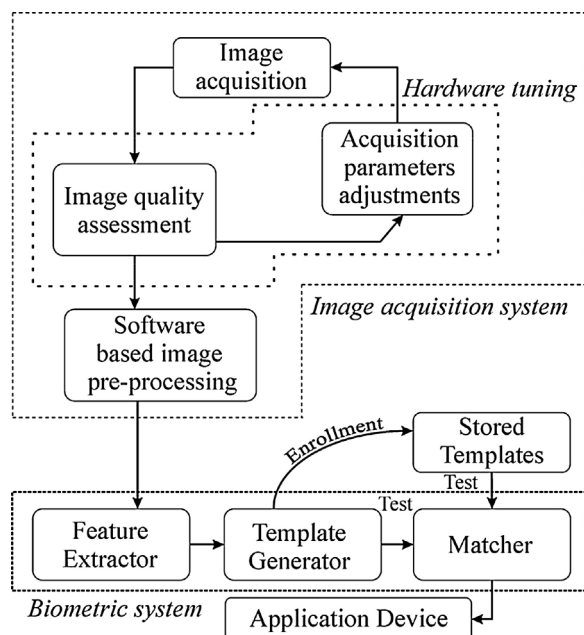 Image
acquisition
Hardware tuning
Acquisition
parameters
adjustments
Image quality
assessment
Image acquisition system
Software
based image
pre-processing
Enrollment
Stored
Templates
Test
Test
Feature
Extractor
Template
Generator
Matcher
Biometric system
Application Device